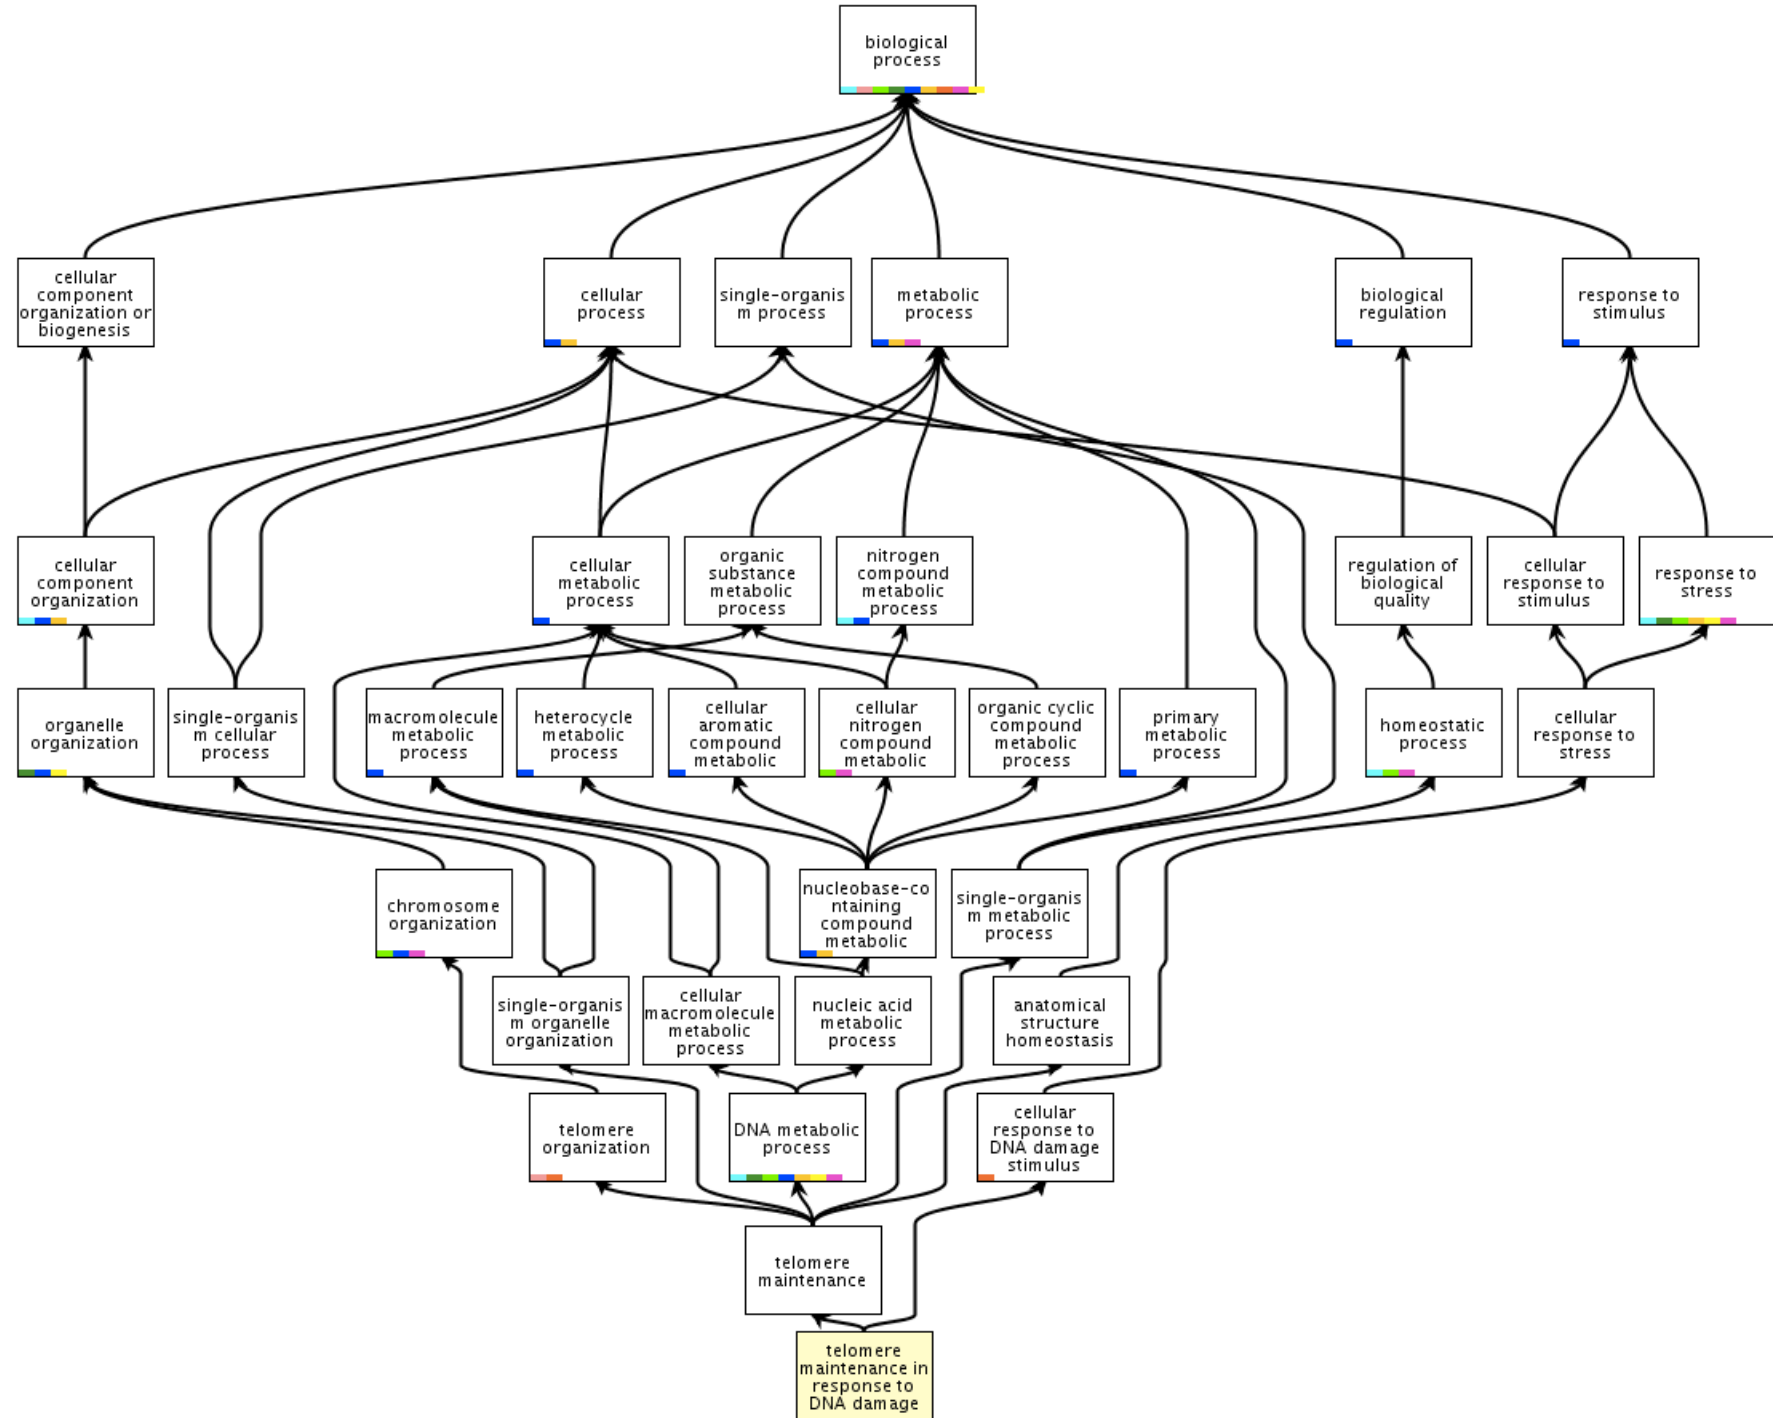 biological
process
cellular
component
organization or
biogenesis
cellular
process
single-organis
m process
metabolic
process
biological
regulation
response to
stimulus
cellular
component
organization
cellular
metabolic
process
organic
substance
metabolic
process
nitrogen
compound
metabolic
process
regulation of
biological
quality
cellular
response to
stimulus
response to
stress
organelle
organization
single-organis
m cellular
process
macromolecule
metabolic
process
heterocycle
metabolic
process
cellular
aromatic
compound
metabolic
cellular
nitrogen
compound
metabolic
organic cyclic
compound
metabolic
process
primary
metabolic
process
homeostatic
process
cellular
response to
stress
chromosome
organization
nucleobase-co
ntaining
compound
metabolic
single-organis
m metabolic
process
single-organis
m organelle
organization
cellular
macromolecule
metabolic
process
nucleic acid
metabolic
process
anatomical
structure
homeostasis
telomere
organization
DNA metabolic
process
cellular
response to
DNA damage
stimulus
telomere
maintenance
telomere
maintenance in
response to
DNA damage